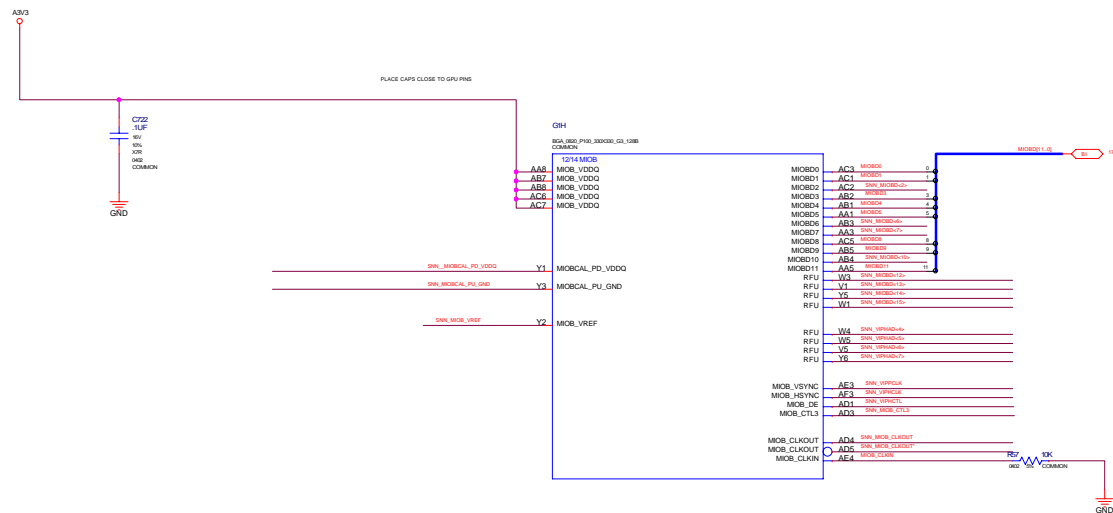 A3V3
PLACE CAPS CLOSE TO GPU PINS
C722
.1UF
16V
10%
X7R
0402
COMMON
GND
G1H
BGA_0820_P100_330X330_G3_128B
COMMON
12/14 MIOB
AA8 MIOB_VDDQ
AB7 MIOB_VDDQ
AB8 MIOB_VDDQ
AC6 MIOB_VDDQ
AC7 MIOB_VDDQ
SNN_MIOBCAL_PD_VDDQ Y1 MIOBCAL_PD_VDDQ
SNN_MIOBCAL_PU_GND Y3 MIOBCAL_PU_GND
SNN_MIOB_VREF Y2 MIOB_VREF
MIOBD[11..0] B1
MIOBD0 AC3 MIOBD0 0
MIOBD1 AC1 MIOBD1 1
MIOBD2 AC2 SNN_MIOBD<2>
MIOBD3 AB2 MIOBD3 3
MIOBD4 AB1 MIOBD4 4
MIOBD5 AA1 MIOBD5 5
MIOBD6 AB3 SNN_MIOBD<6>
MIOBD7 AA3 SNN_MIOBD<7>
MIOBD8 AC5 MIOBD8 8
MIOBD9 AB5 MIOBD9 9
MIOBD10 AB4 SNN_MIOBD<10>
MIOBD11 AA5 MIOBD11 11
RFU W3 SNN_MIOBD<12>
RFU V1 SNN_MIOBD<13>
RFU Y5 SNN_MIOBD<14>
RFU W1 SNN_MIOBD<15>
RFU W4 SNN_VIPHAD<4>
RFU W5 SNN_VIPHAD<5>
RFU V5 SNN_VIPHAD<6>
RFU Y6 SNN_VIPHAD<7>
MIOB_VSYNC AE3 SNN_VIPPCLK
MIOB_HSYNC AF3 SNN_VIPHCLK
MIOB_DE AD1 SNN_VIPHCTL
MIOB_CTL3 AD3 SNN_MIOB_CTL3
MIOB_CLKOUT AD4 SNN_MIOB_CLKOUT
MIOB_CLKOUT AD5 SNN_MIOB_CLKOUT*
MIOB_CLKIN AE4 MIOB_CLKIN
R57 10K
0402 5% COMMON
GND